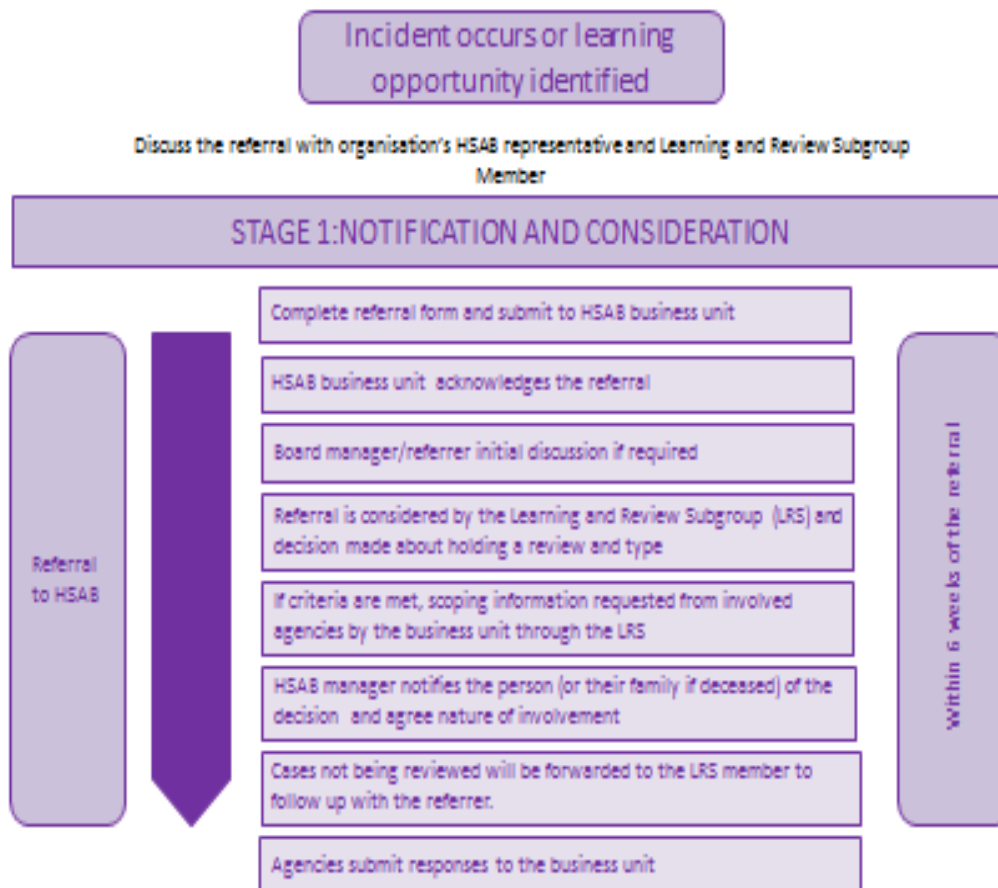 Incident occurs or learning
opportunity identified
Discuss the referral with organisation's HSAB representative and Learning and Review Subgroup
Member
STAGE 1:NOTIFICATION AND CONSIDERATION
Complete referral form and submit to HSAB business unit
HSAB business unit acknowledges the referral
Board manager/referrer initial discussion if required
Referral is considered by the Learning and Review Subgroup (LRS) and
decision made about holding a review and type
Referral
to HSAB
If criteria are met, scoping information requested from involved
agencies by the business unit through the LRS
HSAB manager notifies the person (or their family if deceased) of the
decision and agree nature of involvement
Cases not being reviewed will be forwarded to the LRS member to
follow up with the referrer.
Agencies submit responses to the business unit
Within 6 weeks of the referral